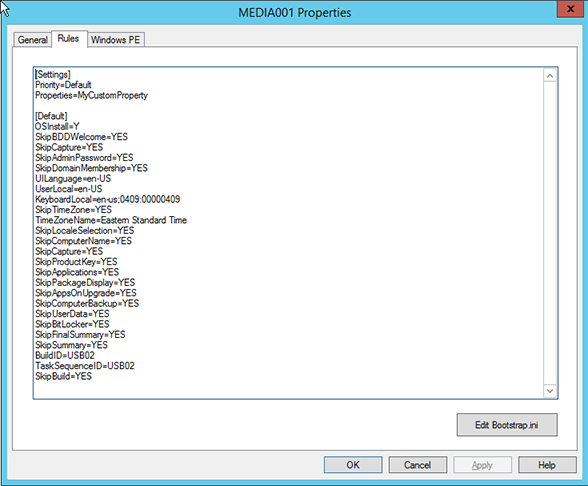 MEDIA001 Properties
x
General Rules Windows PE
[Settings]
Priority=Default
Properties=MyCustomProperty
[Default]
OSInstall=Y
SkipBDDWelcome=YES
SkipCapture=YES
SkipAdminPassword=YES
SkipDomainMembership=YES
UILanguage=en-US
UserLocal=en-US
KeyboardLocal=en-us:0409:00000409
SkipTimeZone=YES
TimeZoneName=Eastern Standard Time
SkipLocaleSelection=YES
SkipComputerName=YES
SkipCapture=YES
SkipProductKey=YES
SkipApplications=YES
SkipPackageDisplay=YES
SkipAppsOnUpgrade=YES
SkipComputerBackup=YES
SkipUserData=YES
SkipBitLocker=YES
SkipFinalSummary=YES
SkipSummary=YES
BuildID=USB02
TaskSequenceID=USB02
SkipBuild=YES
Edit Bootstrap.ini
OK Cancel Apply Help